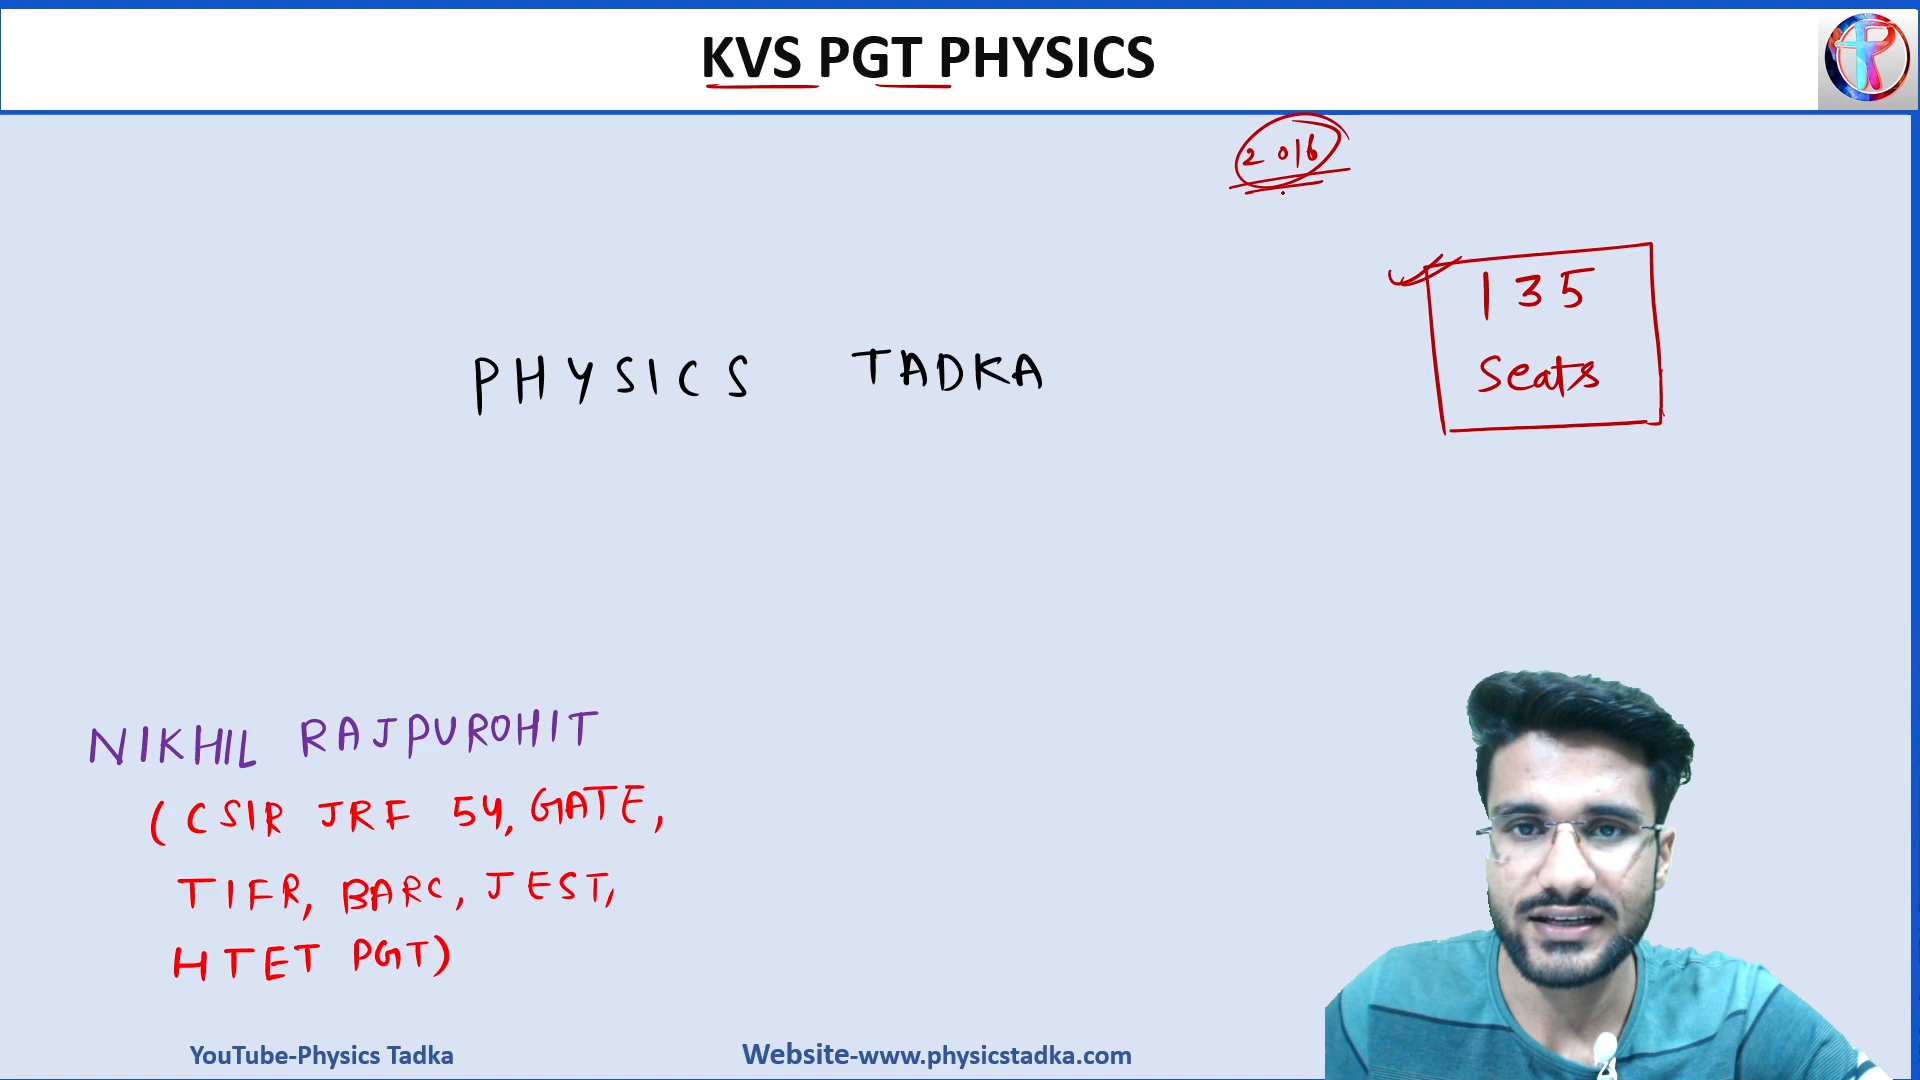 KVS PGT PHYSICS
2016
135
Seats
PHYSICS TADKA
NIKHIL RAJPUROHIT
(CSIR JRF 54, GATE,
TIFR, BARC, JEST,
HTET PGT)
YouTube-Physics Tadka
Website-www.physicstadka.com